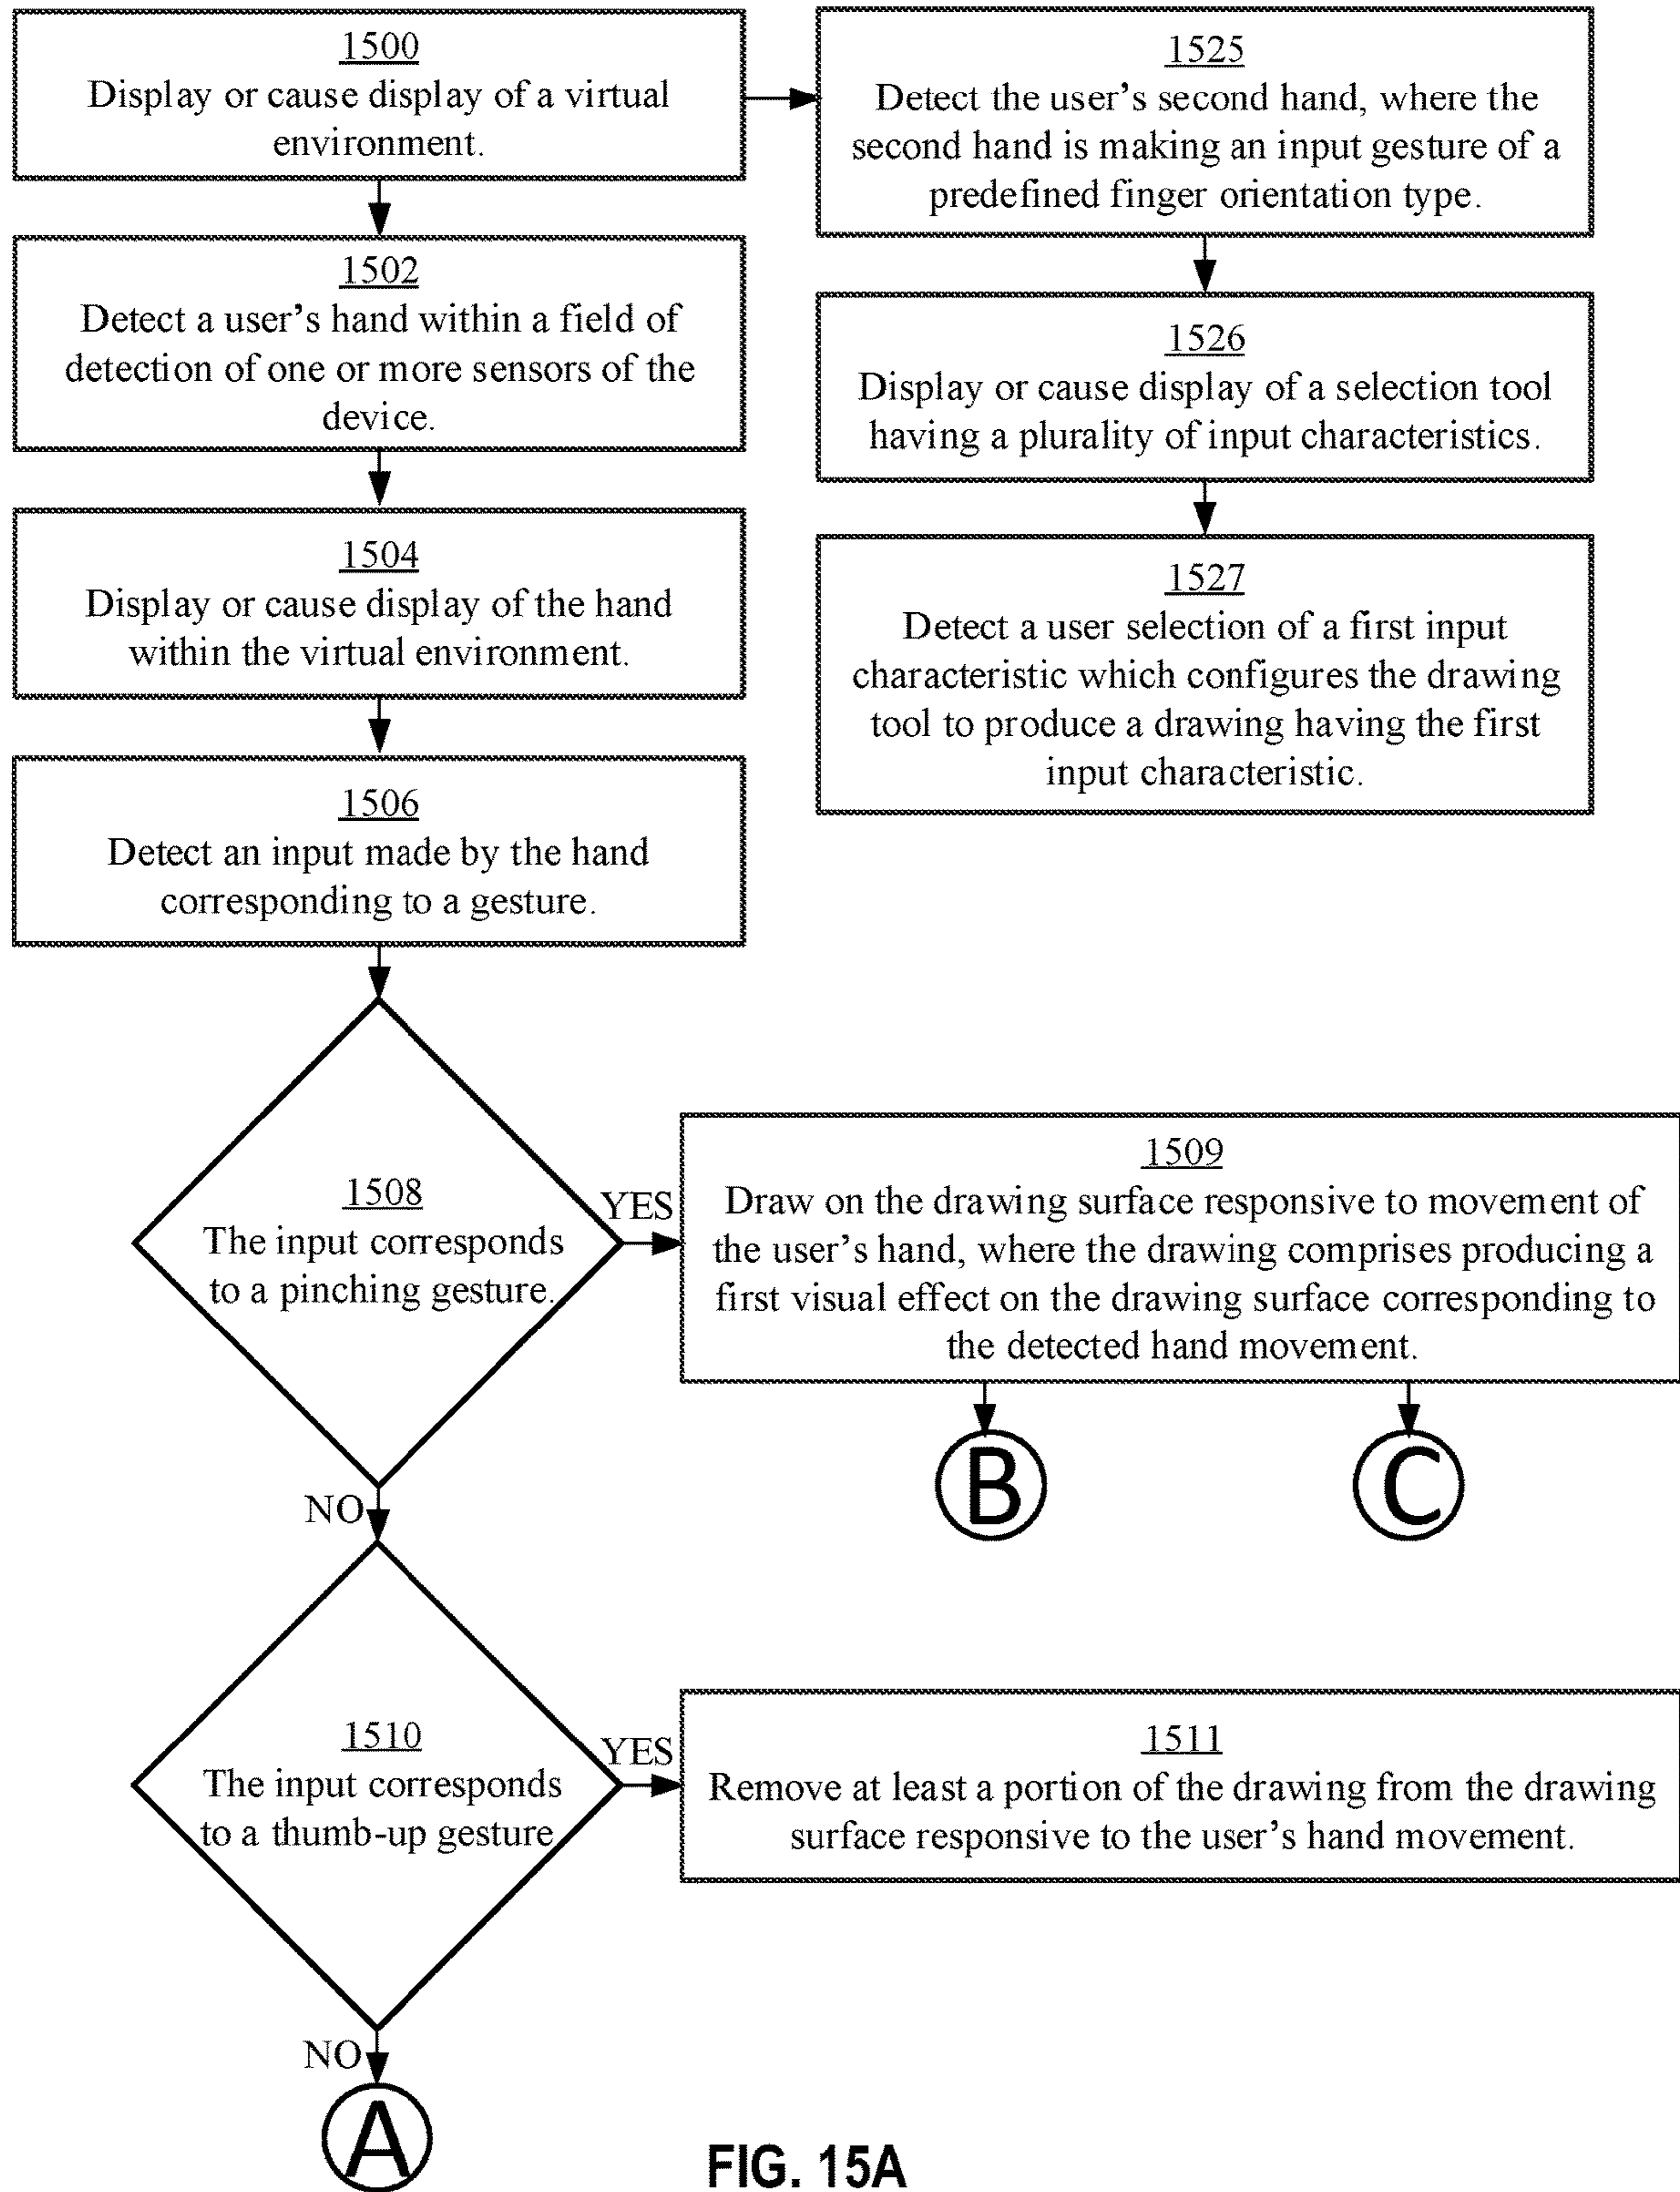 1500
Display or cause display of a virtual
environment.
1502
Detect a user's hand within a field of
detection of one or more sensors of the
device.
1504
Display or cause display of the hand
within the virtual environment.
1506
Detect an input made by the hand
corresponding to a gesture.
1525
Detect the user's second hand, where the
second hand is making an input gesture of a
predefined finger orientation type.
1526
Display or cause display of a selection tool
having a plurality of input characteristics.
1527
Detect a user selection of a first input
characteristic which configures the drawing
tool to produce a drawing having the first
input characteristic.
1508
The input corresponds
to a pinching gesture.
YES
1509
Draw on the drawing surface responsive to movement of
the user's hand, where the drawing comprises producing a
first visual effect on the drawing surface corresponding to
the detected hand movement.
B
C
NO
1510
The input corresponds
to a thumb-up gesture
YES
1511
Remove at least a portion of the drawing from the drawing
surface responsive to the user's hand movement.
NO
A
FIG. 15A